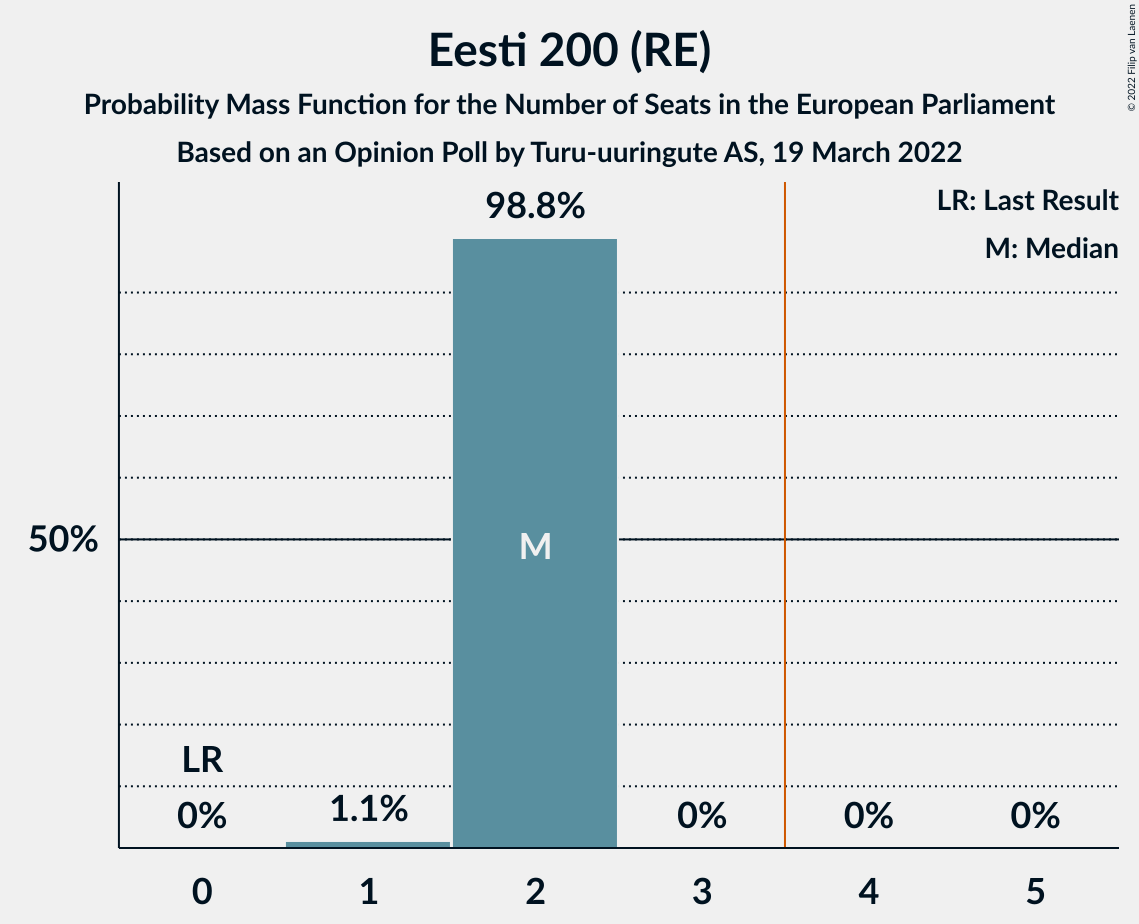 Eesti 200 (RE)
Probability Mass Function for the Number of Seats in the European Parliament
Based on an Opinion Poll by Turu-uuringute AS, 19 March 2022
© 2022 Filip van Laenen
LR: Last Result
M: Median
98.8%
50%
M
LR
0%
1.1%
0%
0%
0%
0 1 2 3 4 5